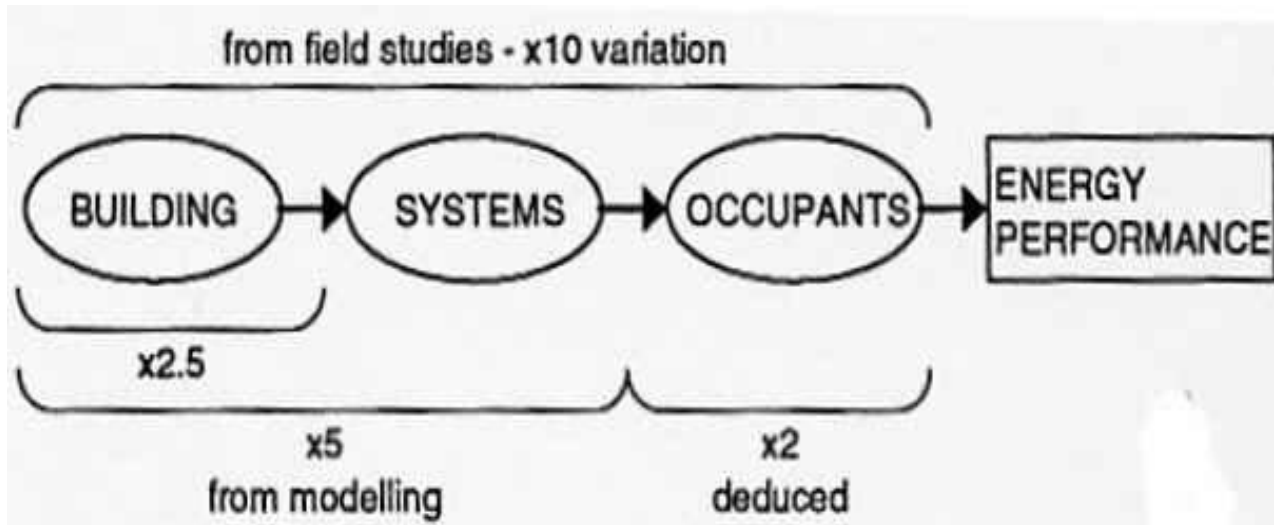 from field studies - x10 variation
BUILDING
SYSTEMS
OCCUPANTS
ENERGY
PERFORMANCE
x2.5
x5
from modelling
x2
deduced